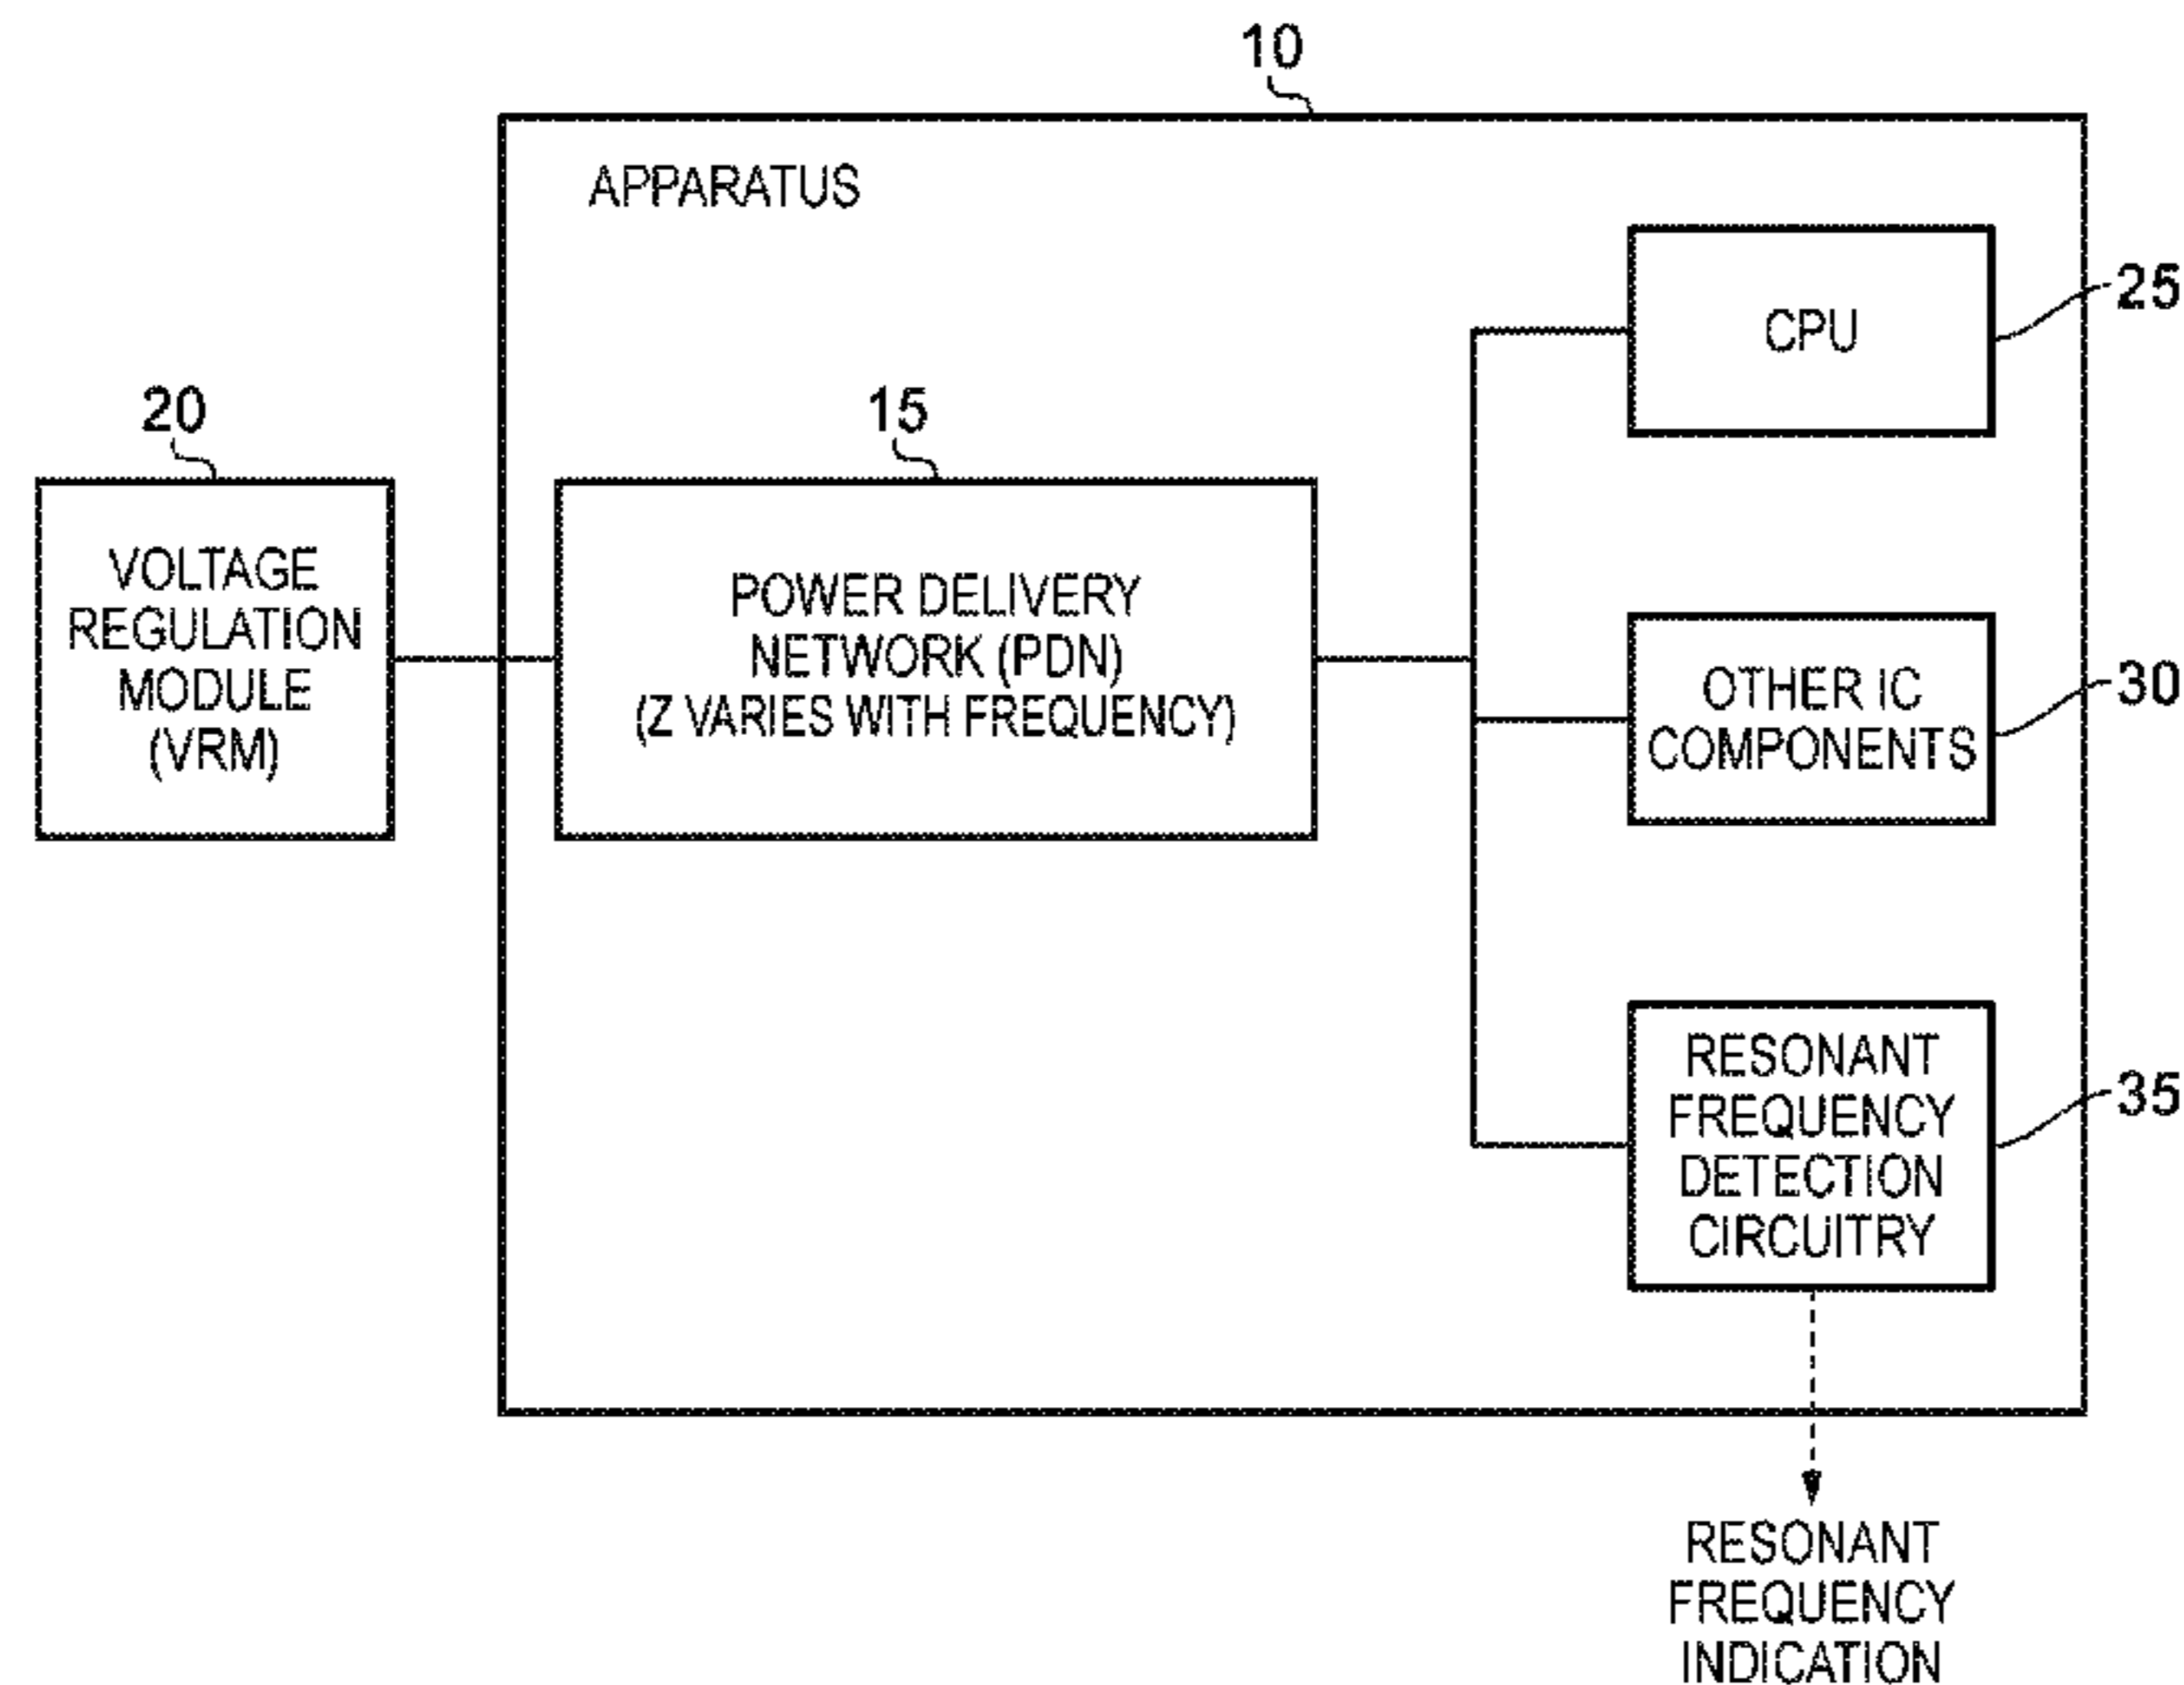 10
APPARATUS
25
CPU
20
15
VOLTAGE
REGULATION
MODULE
(VRM)
POWER DELIVERY
NETWORK (PDN)
(Z VARIES WITH FREQUENCY)
30
OTHER IC
COMPONENTS
35
RESONANT
FREQUENCY
DETECTION
CIRCUITRY
RESONANT
FREQUENCY
INDICATION